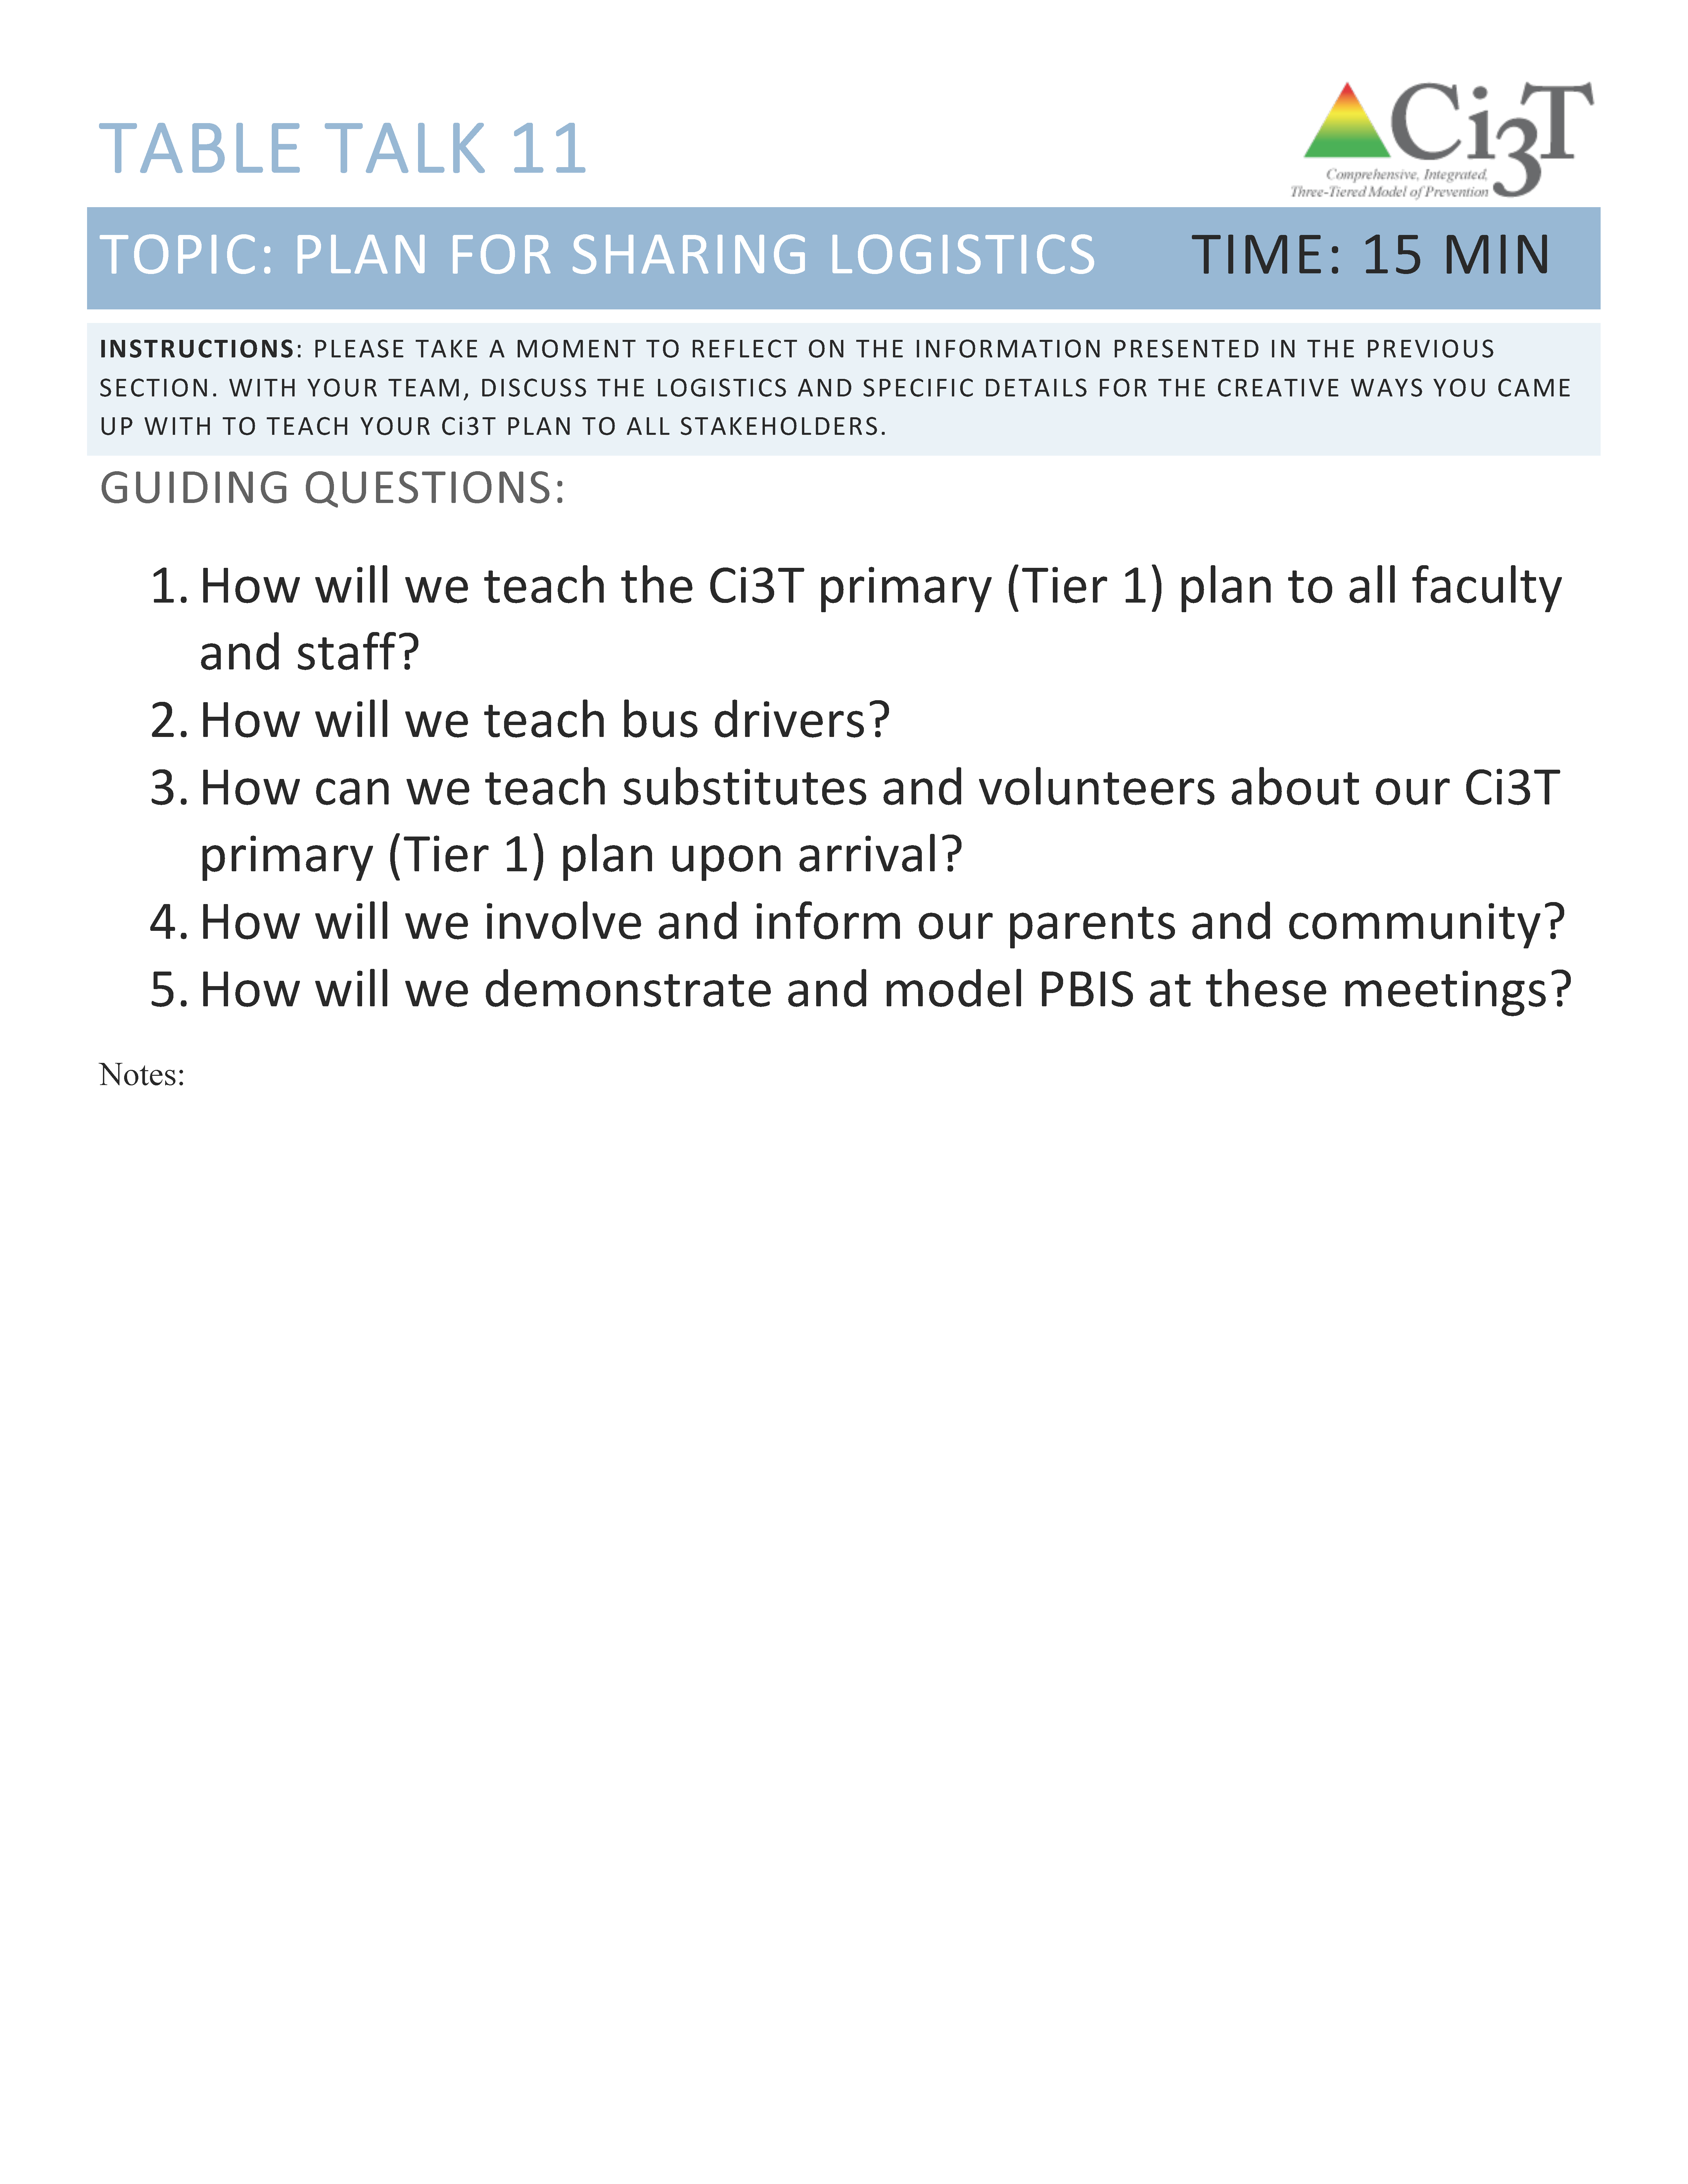 TABLE TALK 11
Ci3T
Comprehensive, Integrated,
Three-Tiered Model of Prevention
TOPIC: PLAN FOR SHARING LOGISTICS TIME: 15 MIN
INSTRUCTIONS: PLEASE TAKE A MOMENT TO REFLECT ON THE INFORMATION PRESENTED IN THE PREVIOUS
SECTION. WITH YOUR TEAM, DISCUSS THE LOGISTICS AND SPECIFIC DETAILS FOR THE CREATIVE WAYS YOU CAME
UP WITH TO TEACH YOUR Ci3T PLAN TO ALL STAKEHOLDERS.
GUIDING QUESTIONS:
1. How will we teach the Ci3T primary (Tier 1) plan to all faculty
and staff?
2. How will we teach bus drivers?
3. How can we teach substitutes and volunteers about our Ci3T
primary (Tier 1) plan upon arrival?
4. How will we involve and inform our parents and community?
5. How will we demonstrate and model PBIS at these meetings?
Notes: